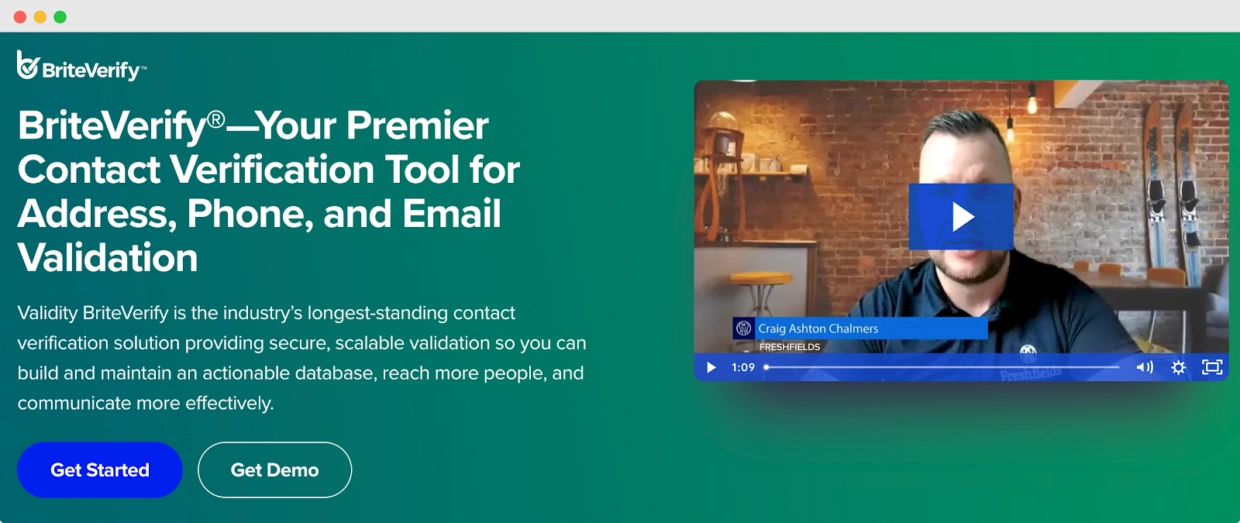 BriteVerify™
BriteVerify®—Your Premier
Contact Verification Tool for
Address, Phone, and Email
Validation
Validity BriteVerify is the industry's longest-standing contact
verification solution providing secure, scalable validation so you can
build and maintain an actionable database, reach more people, and
communicate more effectively.
Get Started
Get Demo
Craig Ashton Chalmers
FRESHFIELDS
Freshfields
1:09